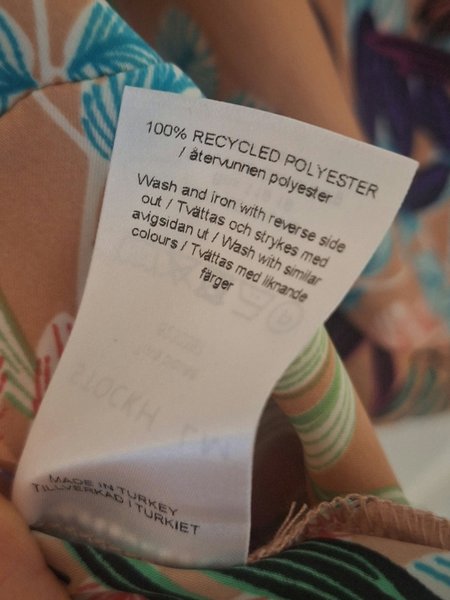 100% RECYCLED POLYESTER
/ återvunnen polyester
Wash and iron with reverse side
out / Tvättas och strykes med
avigsidan ut / Wash with similar
colours / Tvättas med liknande
färger
MADE IN TURKEY
TILLVERKAD I TURKIET